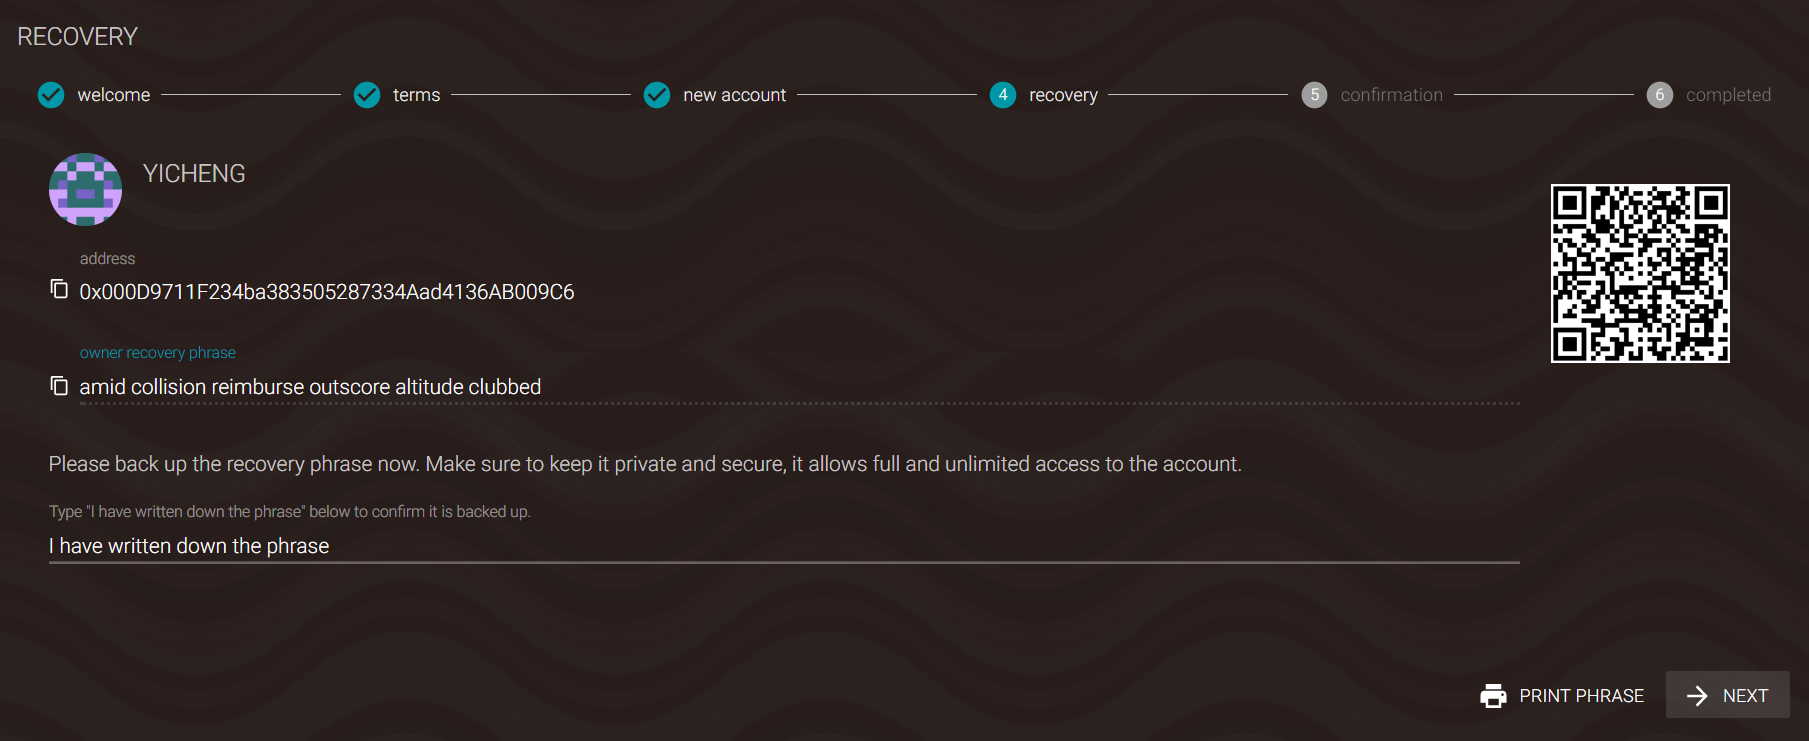 RECOVERY
welcome
terms
new account
4 recovery
5 confirmation
6 completed
YICHENG
address
0x000D9711F234ba383505287334Aad4136AB009C6
owner recovery phrase
amid collision reimburse outscore altitude clubbed
Please back up the recovery phrase now. Make sure to keep it private and secure, it allows full and unlimited access to the account.
Type "I have written down the phrase" below to confirm it is backed up.
I have written down the phrase
PRINT PHRASE
NEXT